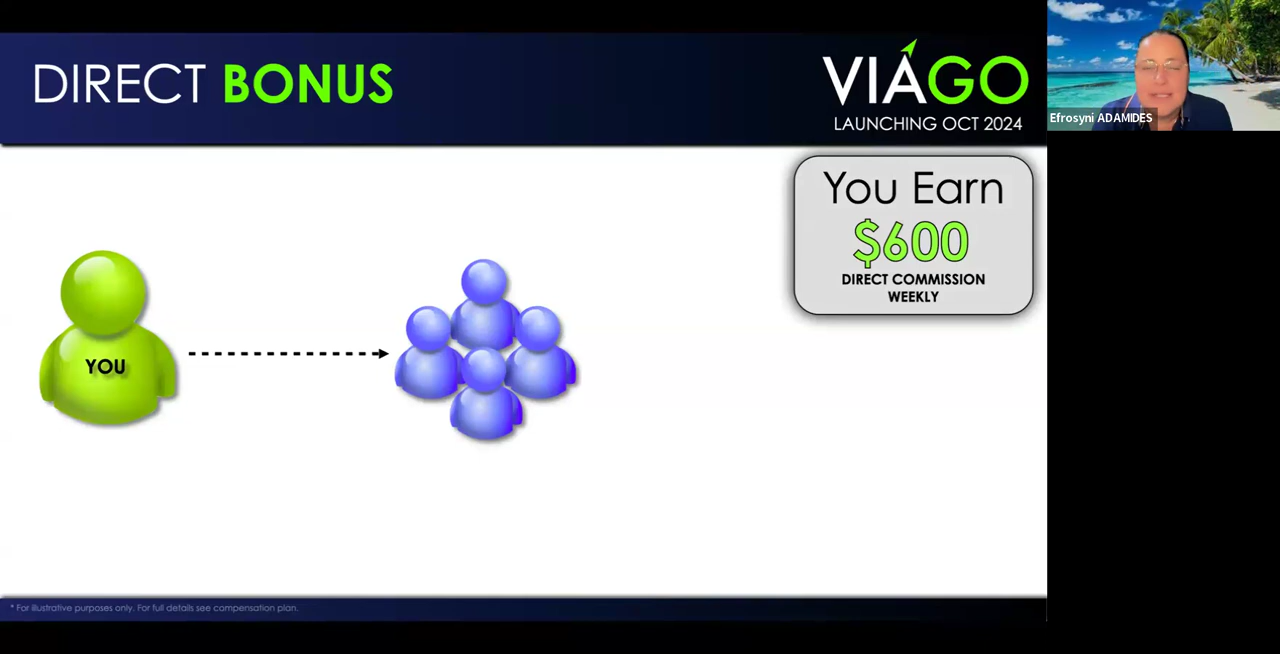 DIRECT BONUS
VIÁGO
LAUNCHING OCT 2024
Efrosyni ADAMIDES
You Earn
$600
DIRECT COMMISSION
WEEKLY
YOU
* For illustrative purposes only. For full details see compensation plan.